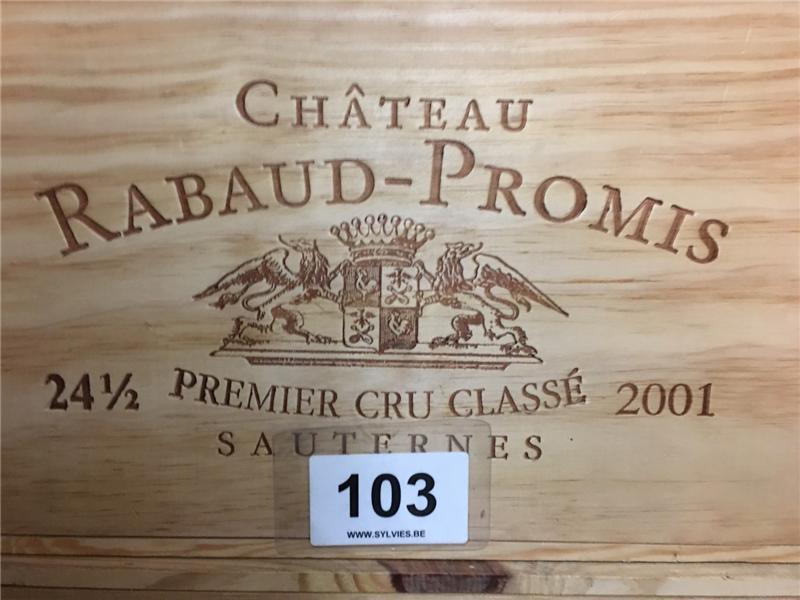 CHÂTEAU
RABAUD-PROMIS
24½ PREMIER CRU CLASSÉ 2001
SAUTERNES
103
WWW.SYLVIES.BE